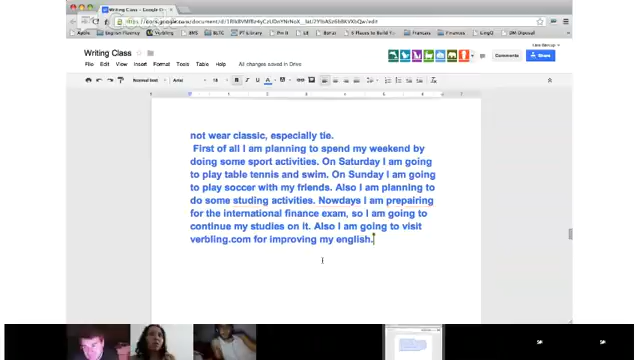 Writing Class
File Edit View Insert Format Tools Table Help All changes saved in Drive
Comments
Share
not wear classic, especially tie.
First of all I am planning to spend my weekend by
doing some sport activities. On Saturday I am going
to play table tennis and swim. On Sunday I am going
to play soccer with my friends. Also I am planning to
do some studing activities. Nowdays I am prepairing
for the international finance exam, so I am going to
continue my studies on it. Also I am going to visit
verbling.com for improving my english.